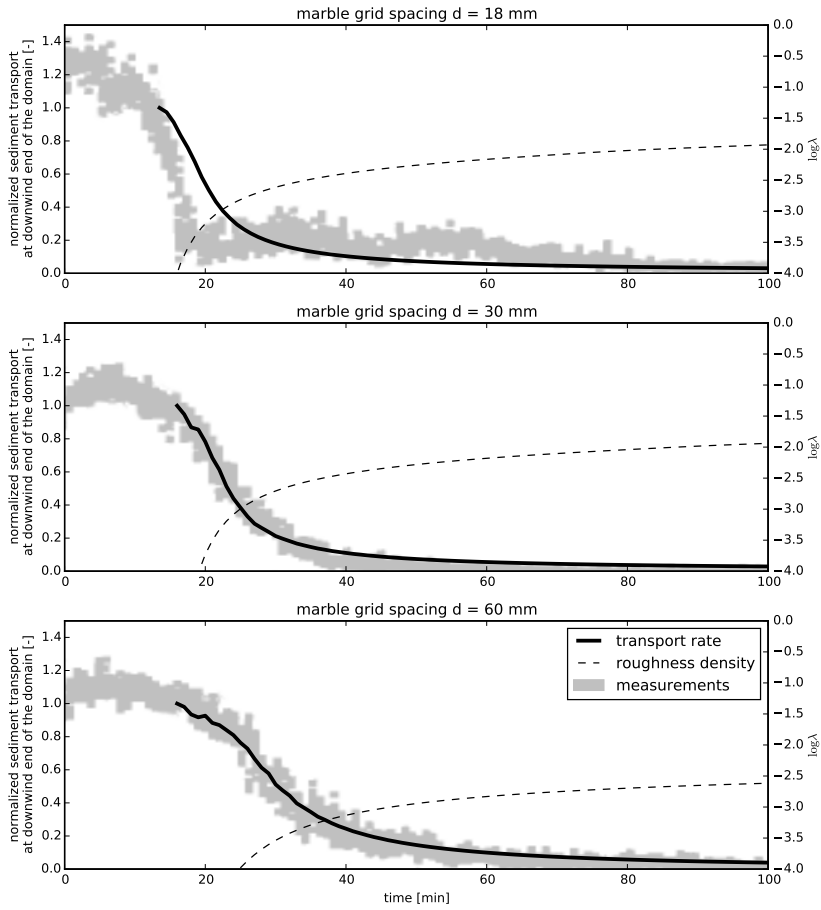 marble grid spacing d = 18 mm
normalized sediment transport
at downwind end of the domain [-]
1.4
1.2
1.0
0.8
0.6
0.4
0.2
0.0
0.0
−0.5
−1.0
−1.5
−2.0
−2.5
−3.0
−3.5
−4.0
logλ
0 20 40 60 80 100
marble grid spacing d = 30 mm
normalized sediment transport
at downwind end of the domain [-]
1.4
1.2
1.0
0.8
0.6
0.4
0.2
0.0
0.0
−0.5
−1.0
−1.5
−2.0
−2.5
−3.0
−3.5
−4.0
logλ
0 20 40 60 80 100
marble grid spacing d = 60 mm
normalized sediment transport
at downwind end of the domain [-]
1.4
1.2
1.0
0.8
0.6
0.4
0.2
0.0
transport rate
roughness density
measurements
0.0
−0.5
−1.0
−1.5
−2.0
−2.5
−3.0
−3.5
−4.0
logλ
0 20 40 60 80 100
time [min]